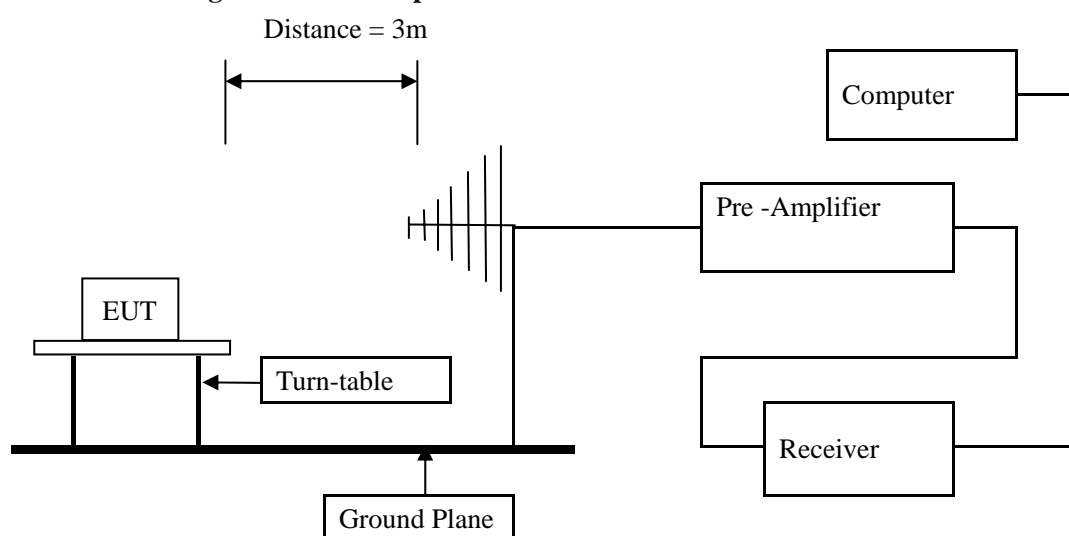 Distance = 3m
Computer
Pre -Amplifier
EUT
Turn-table
Receiver
Ground Plane